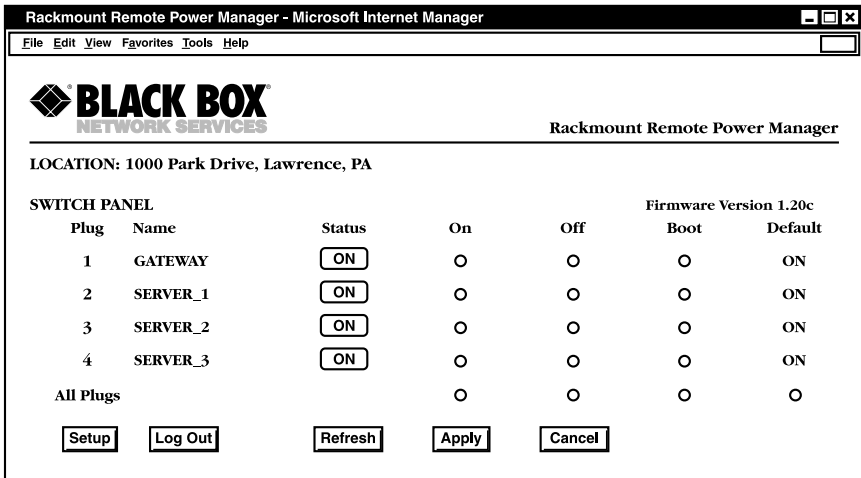 Rackmount Remote Power Manager - Microsoft Internet Manager
File Edit View Favorites Tools Help
BLACK BOX®
NETWORK SERVICES
Rackmount Remote Power Manager
LOCATION: 1000 Park Drive, Lawrence, PA
SWITCH PANEL Firmware Version 1.20c
Plug Name Status On Off Boot Default
1 GATEWAY ON ON
2 SERVER_1 ON ON
3 SERVER_2 ON ON
4 SERVER_3 ON ON
All Plugs
Setup Log Out Refresh Apply Cancel